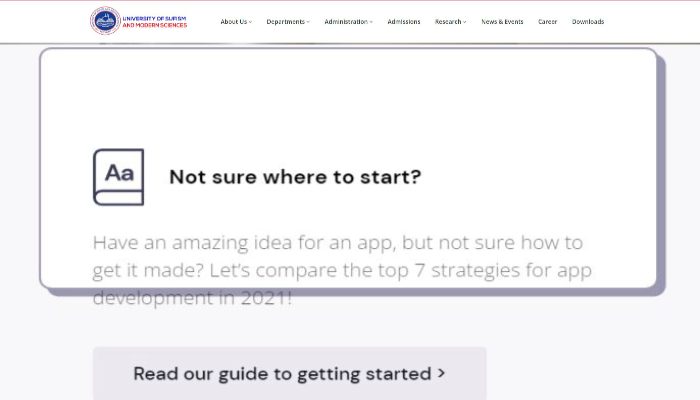 UNIVERSITY OF SUFISM
AND MODERN SCIENCES
About Us Departments Administration Admissions Research News & Events Career Downloads
Aa
Not sure where to start?
Have an amazing idea for an app, but not sure how to
get it made? Let's compare the top 7 strategies for app
development in 2021!
Read our guide to getting started >